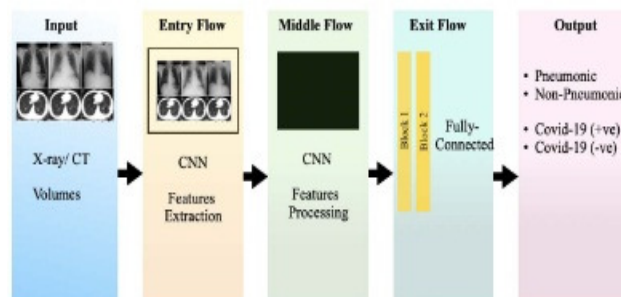 Input
X-ray/ CT
Volumes
Entry Flow
CNN
Features
Extraction
Middle Flow
CNN
Features
Processing
Exit Flow
Block 1
Block 2
Fully-
Connected
Output
• Pneumonic
• Non-Pneumonic
• Covid-19 (+ve)
• Covid-19 (-ve)